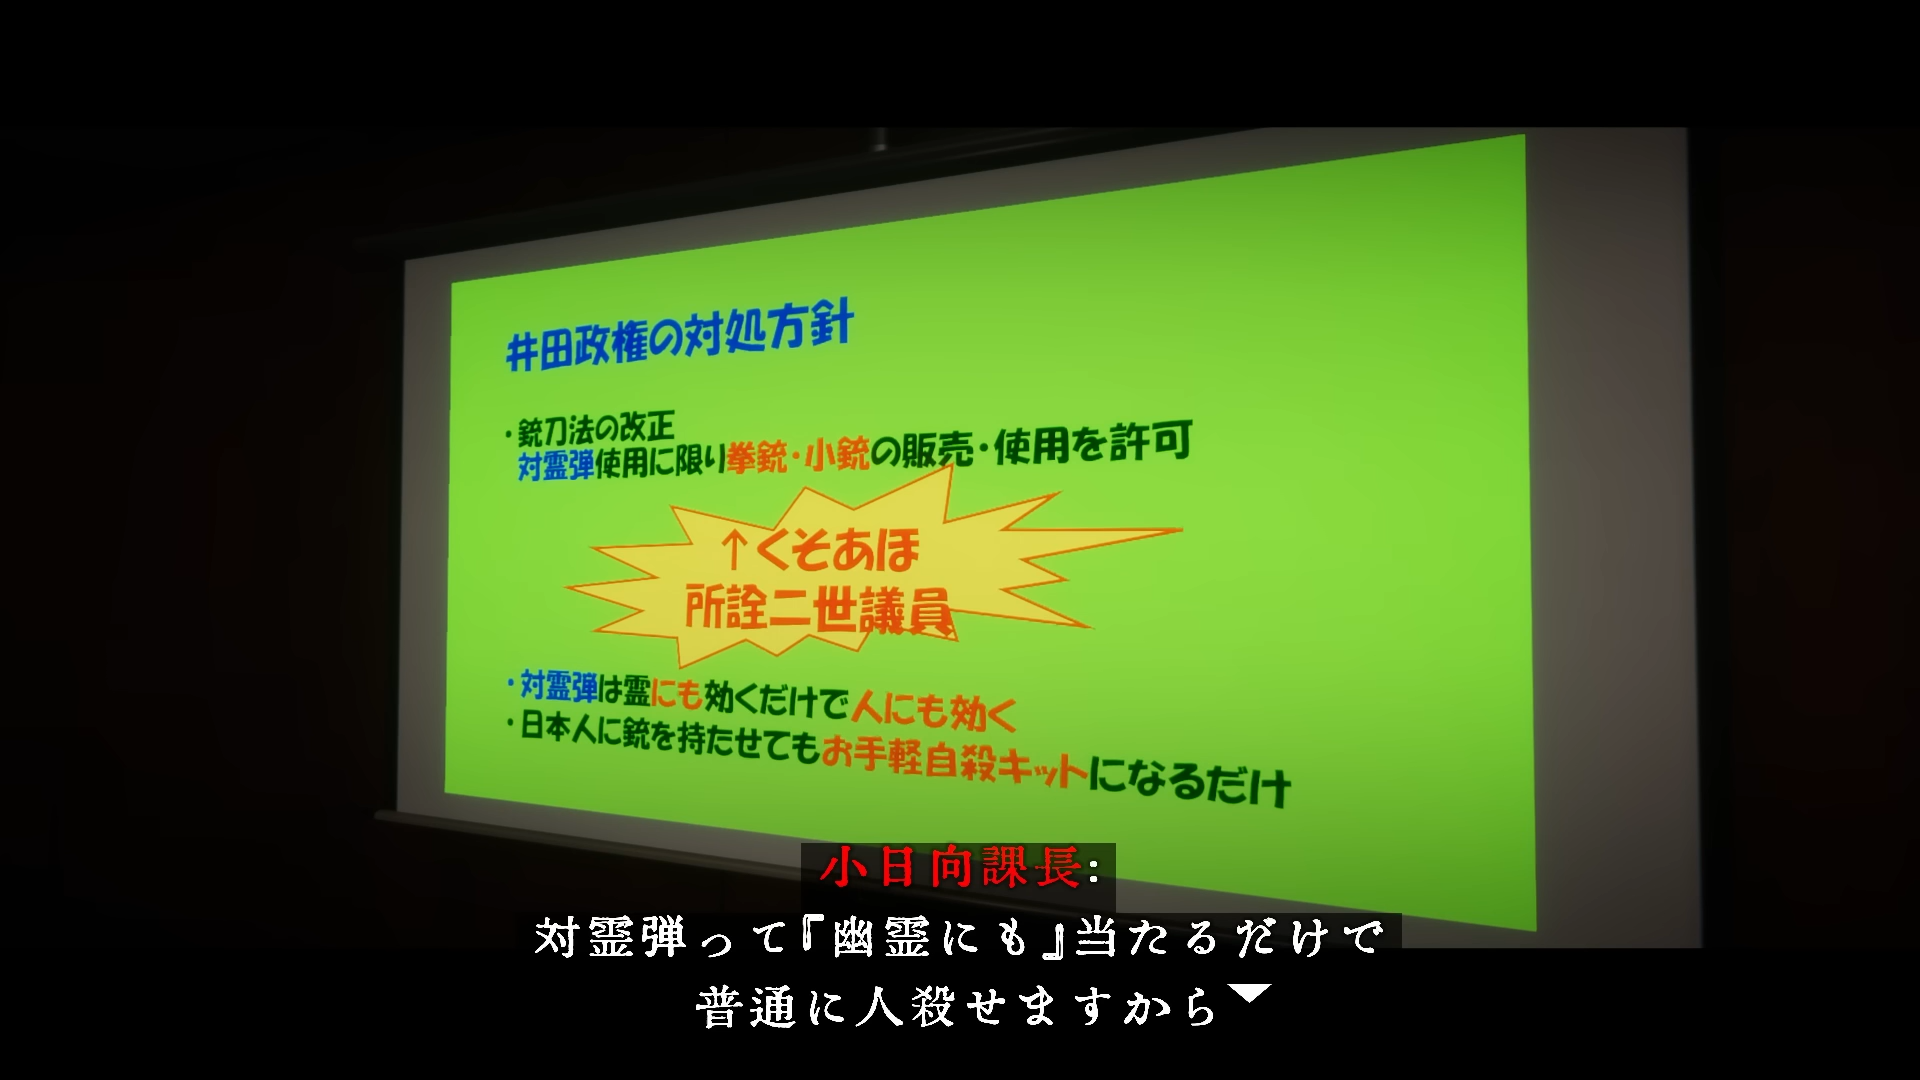 井田政権の対処方針
・銃刀法の改正
対霊弾使用に限り拳銃・小銃の販売・使用を許可
↑くそあほ
所詮二世議員
・対霊弾は霊にも効くだけで人にも効く
・日本人に銃を持たせてもお手軽自殺キットになるだけ
小日向課長:
対霊弾って『幽霊にも』当たるだけで
普通に人殺せますから